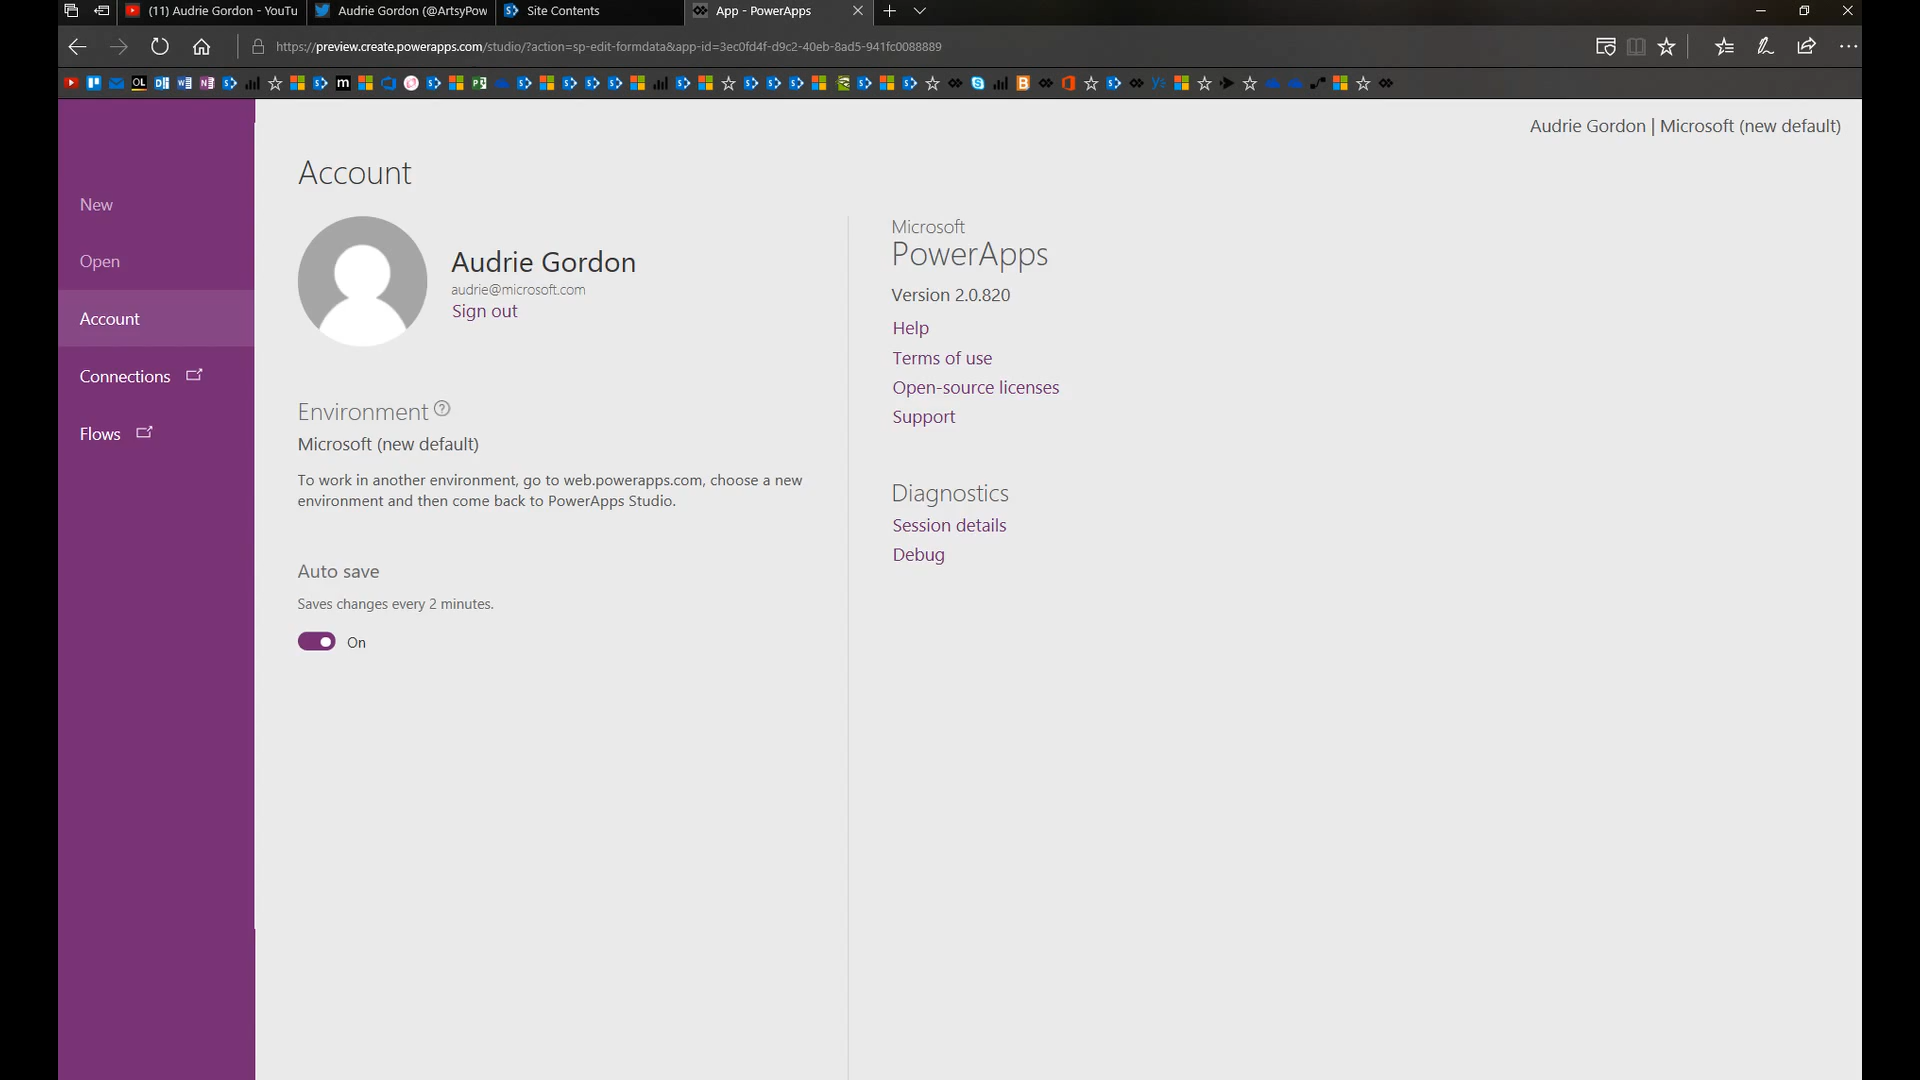 (11) Audrie Gordon - YouTu
Audrie Gordon (@ArtsyPow
Site Contents
App - PowerApps
https://preview.create.powerapps.com/studio/?action=sp-edit-formdata&app-id=3ec0fd4f-d9c2-40eb-8ad5-941fc0088889
Audrie Gordon | Microsoft (new default)
New
Open
Account
Connections
Flows
Account
Audrie Gordon
audrie@microsoft.com
Sign out
Environment
Microsoft (new default)
To work in another environment, go to web.powerapps.com, choose a new
environment and then come back to PowerApps Studio.
Auto save
Saves changes every 2 minutes.
On
Microsoft
PowerApps
Version 2.0.820
Help
Terms of use
Open-source licenses
Support
Diagnostics
Session details
Debug